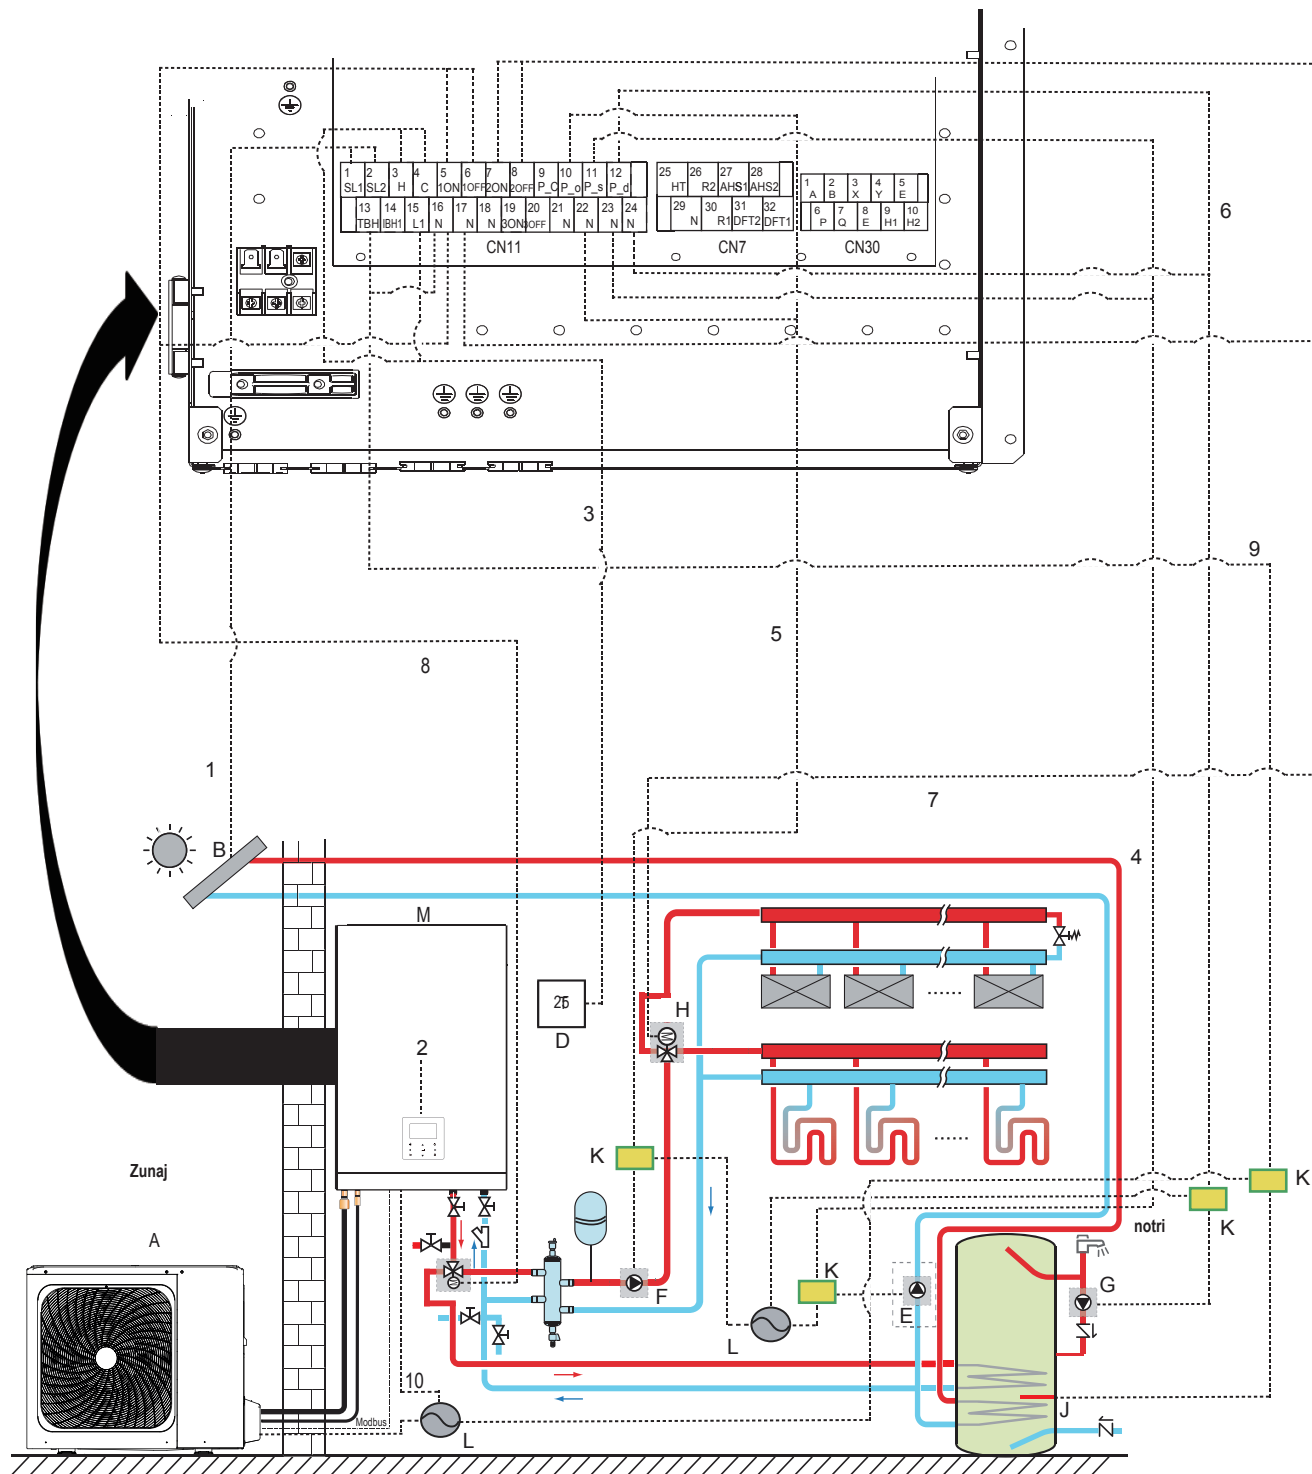 1 2 3 4 5 6 7 8 9 10 11 12
SL1 SL2 H C 1ON 1OFF 2ON 2OFF P_C P_o P_s P_d
13 14 15 16 17 18 19 20 21 22 23 24
TBH IBH1 L1 N N N 3ON 3OFF N N N N
CN11
25 26 27 28
HT R2 AHS1 AHS2
29 30 31 32
N R1 DFT2 DFT1
CN7
1 2 3 4 5
A B X Y E
6 7 8 9 10
P Q E H1 H2
CN30
6
3
9
5
8
1
7
4
B
M
D
H
2
K
Zunaj
A
K
K
notri
K
G
F
E
L
10
J
Modbus
L